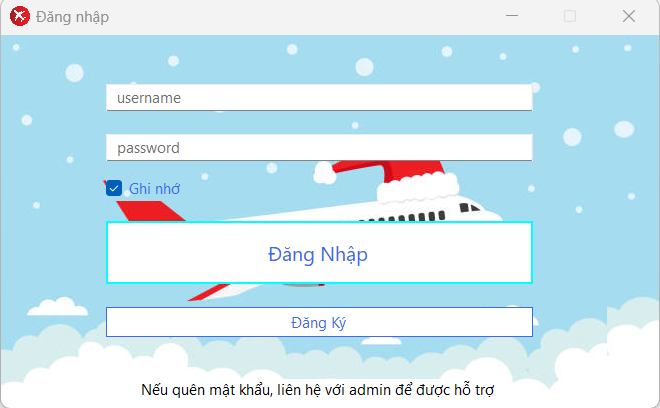 Đăng nhập
username
password
Ghi nhớ
Đăng Nhập
Đăng Ký
Nếu quên mật khẩu, liên hệ với admin để được hỗ trợ